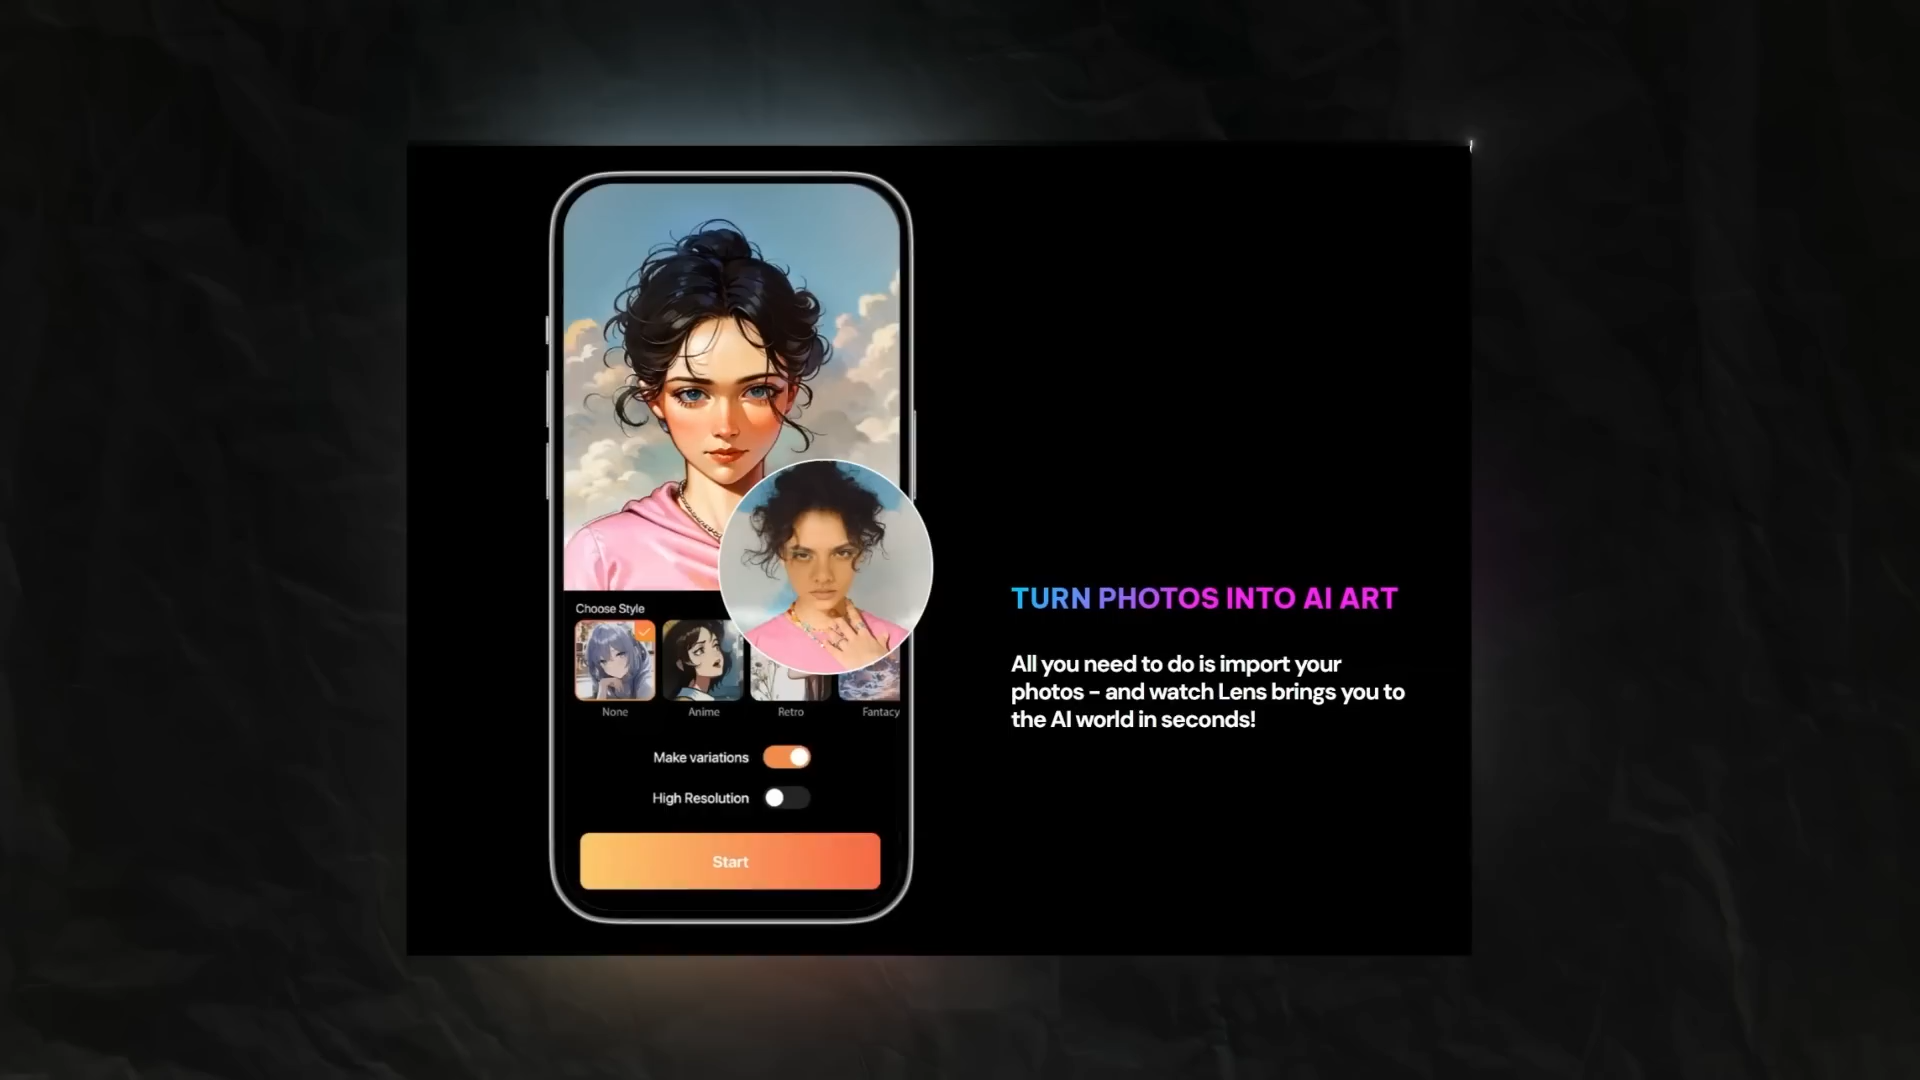 Choose Style
None
Anime
Retro
Fantasy
Make variations
High Resolution
Start
TURN PHOTOS INTO AI ART
All you need to do is import your
photos – and watch Lens brings you to
the AI world in seconds!